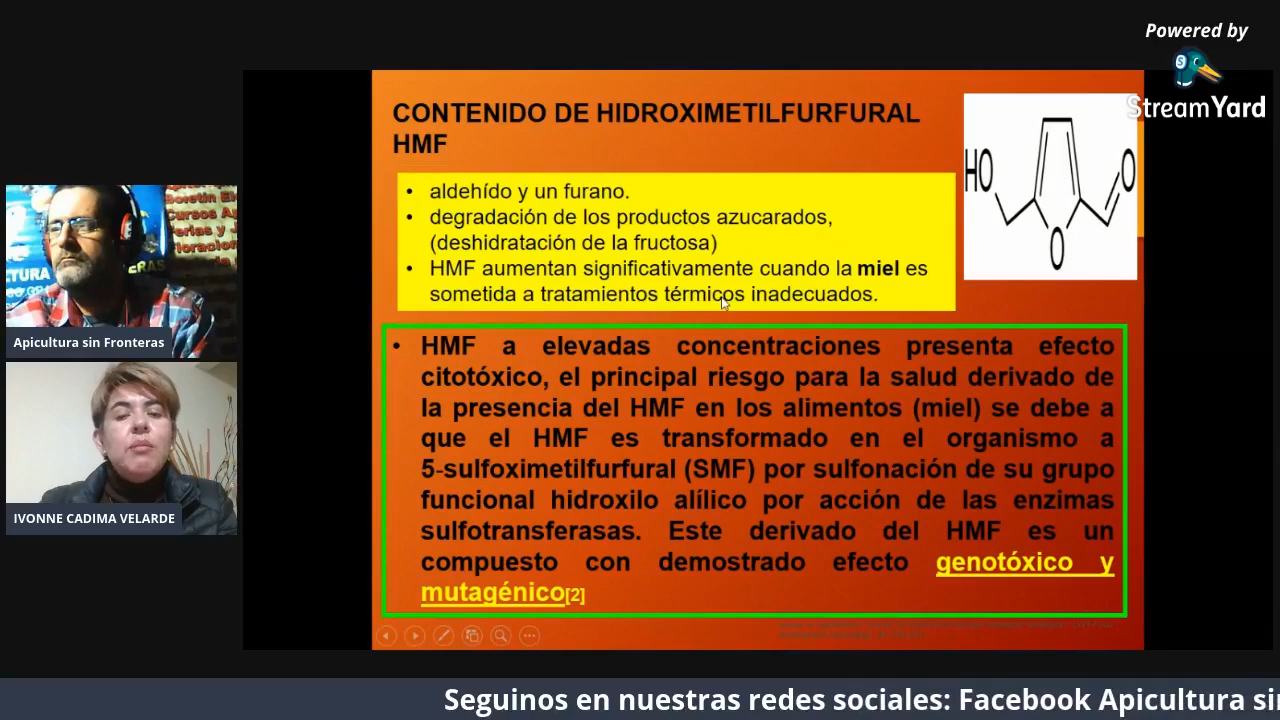 Powered by
StreamYard
CONTENIDO DE HIDROXIMETILFURFURAL
HMF
• aldehído y un furano.
• degradación de los productos azucarados,
(deshidratación de la fructosa)
• HMF aumentan significativamente cuando la miel es
sometida a tratamientos térmicos inadecuados.
HO
O
O
• HMF a elevadas concentraciones presenta efecto
citotóxico, el principal riesgo para la salud derivado de
la presencia del HMF en los alimentos (miel) se debe a
que el HMF es transformado en el organismo a
5-sulfoximetilfurfural (SMF) por sulfonación de su grupo
funcional hidroxilo alílico por acción de las enzimas
sulfotransferasas. Este derivado del HMF es un
compuesto con demostrado efecto genotóxico y
mutagénico[2]
Apicultura sin Fronteras
IVONNE CADIMA VELARDE
Seguinos en nuestras redes sociales: Facebook Apicultura si